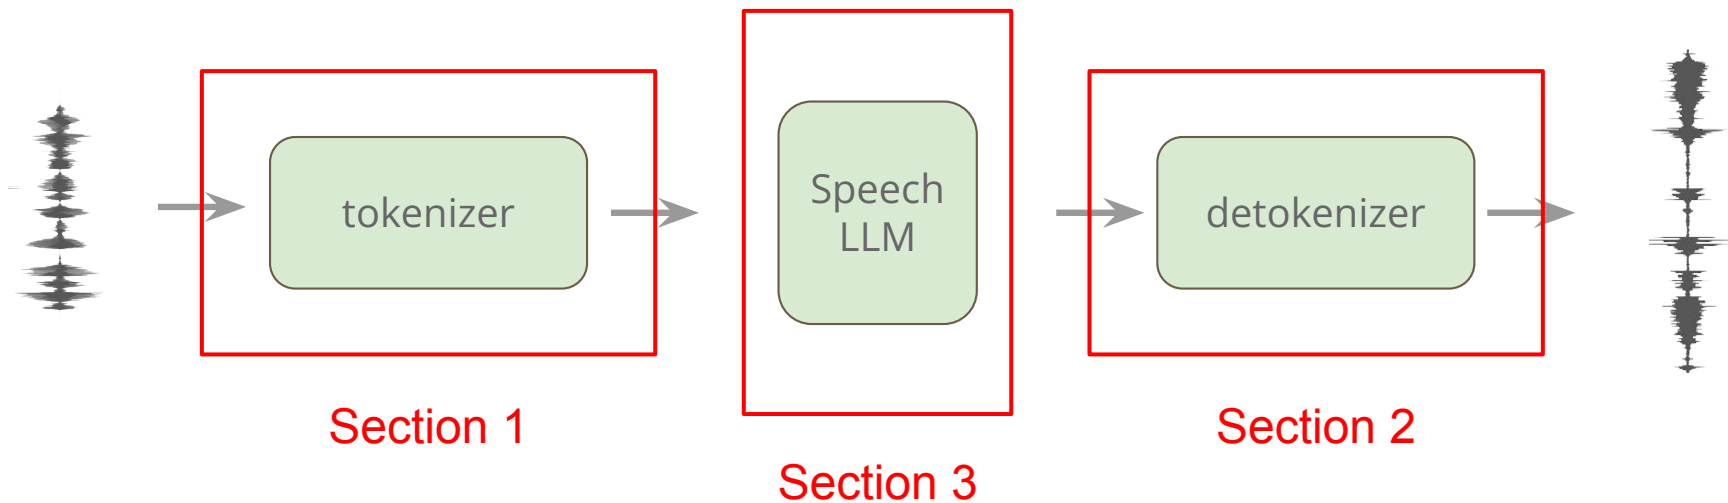 tokenizer
Speech
LLM
detokenizer
Section 1
Section 3
Section 2